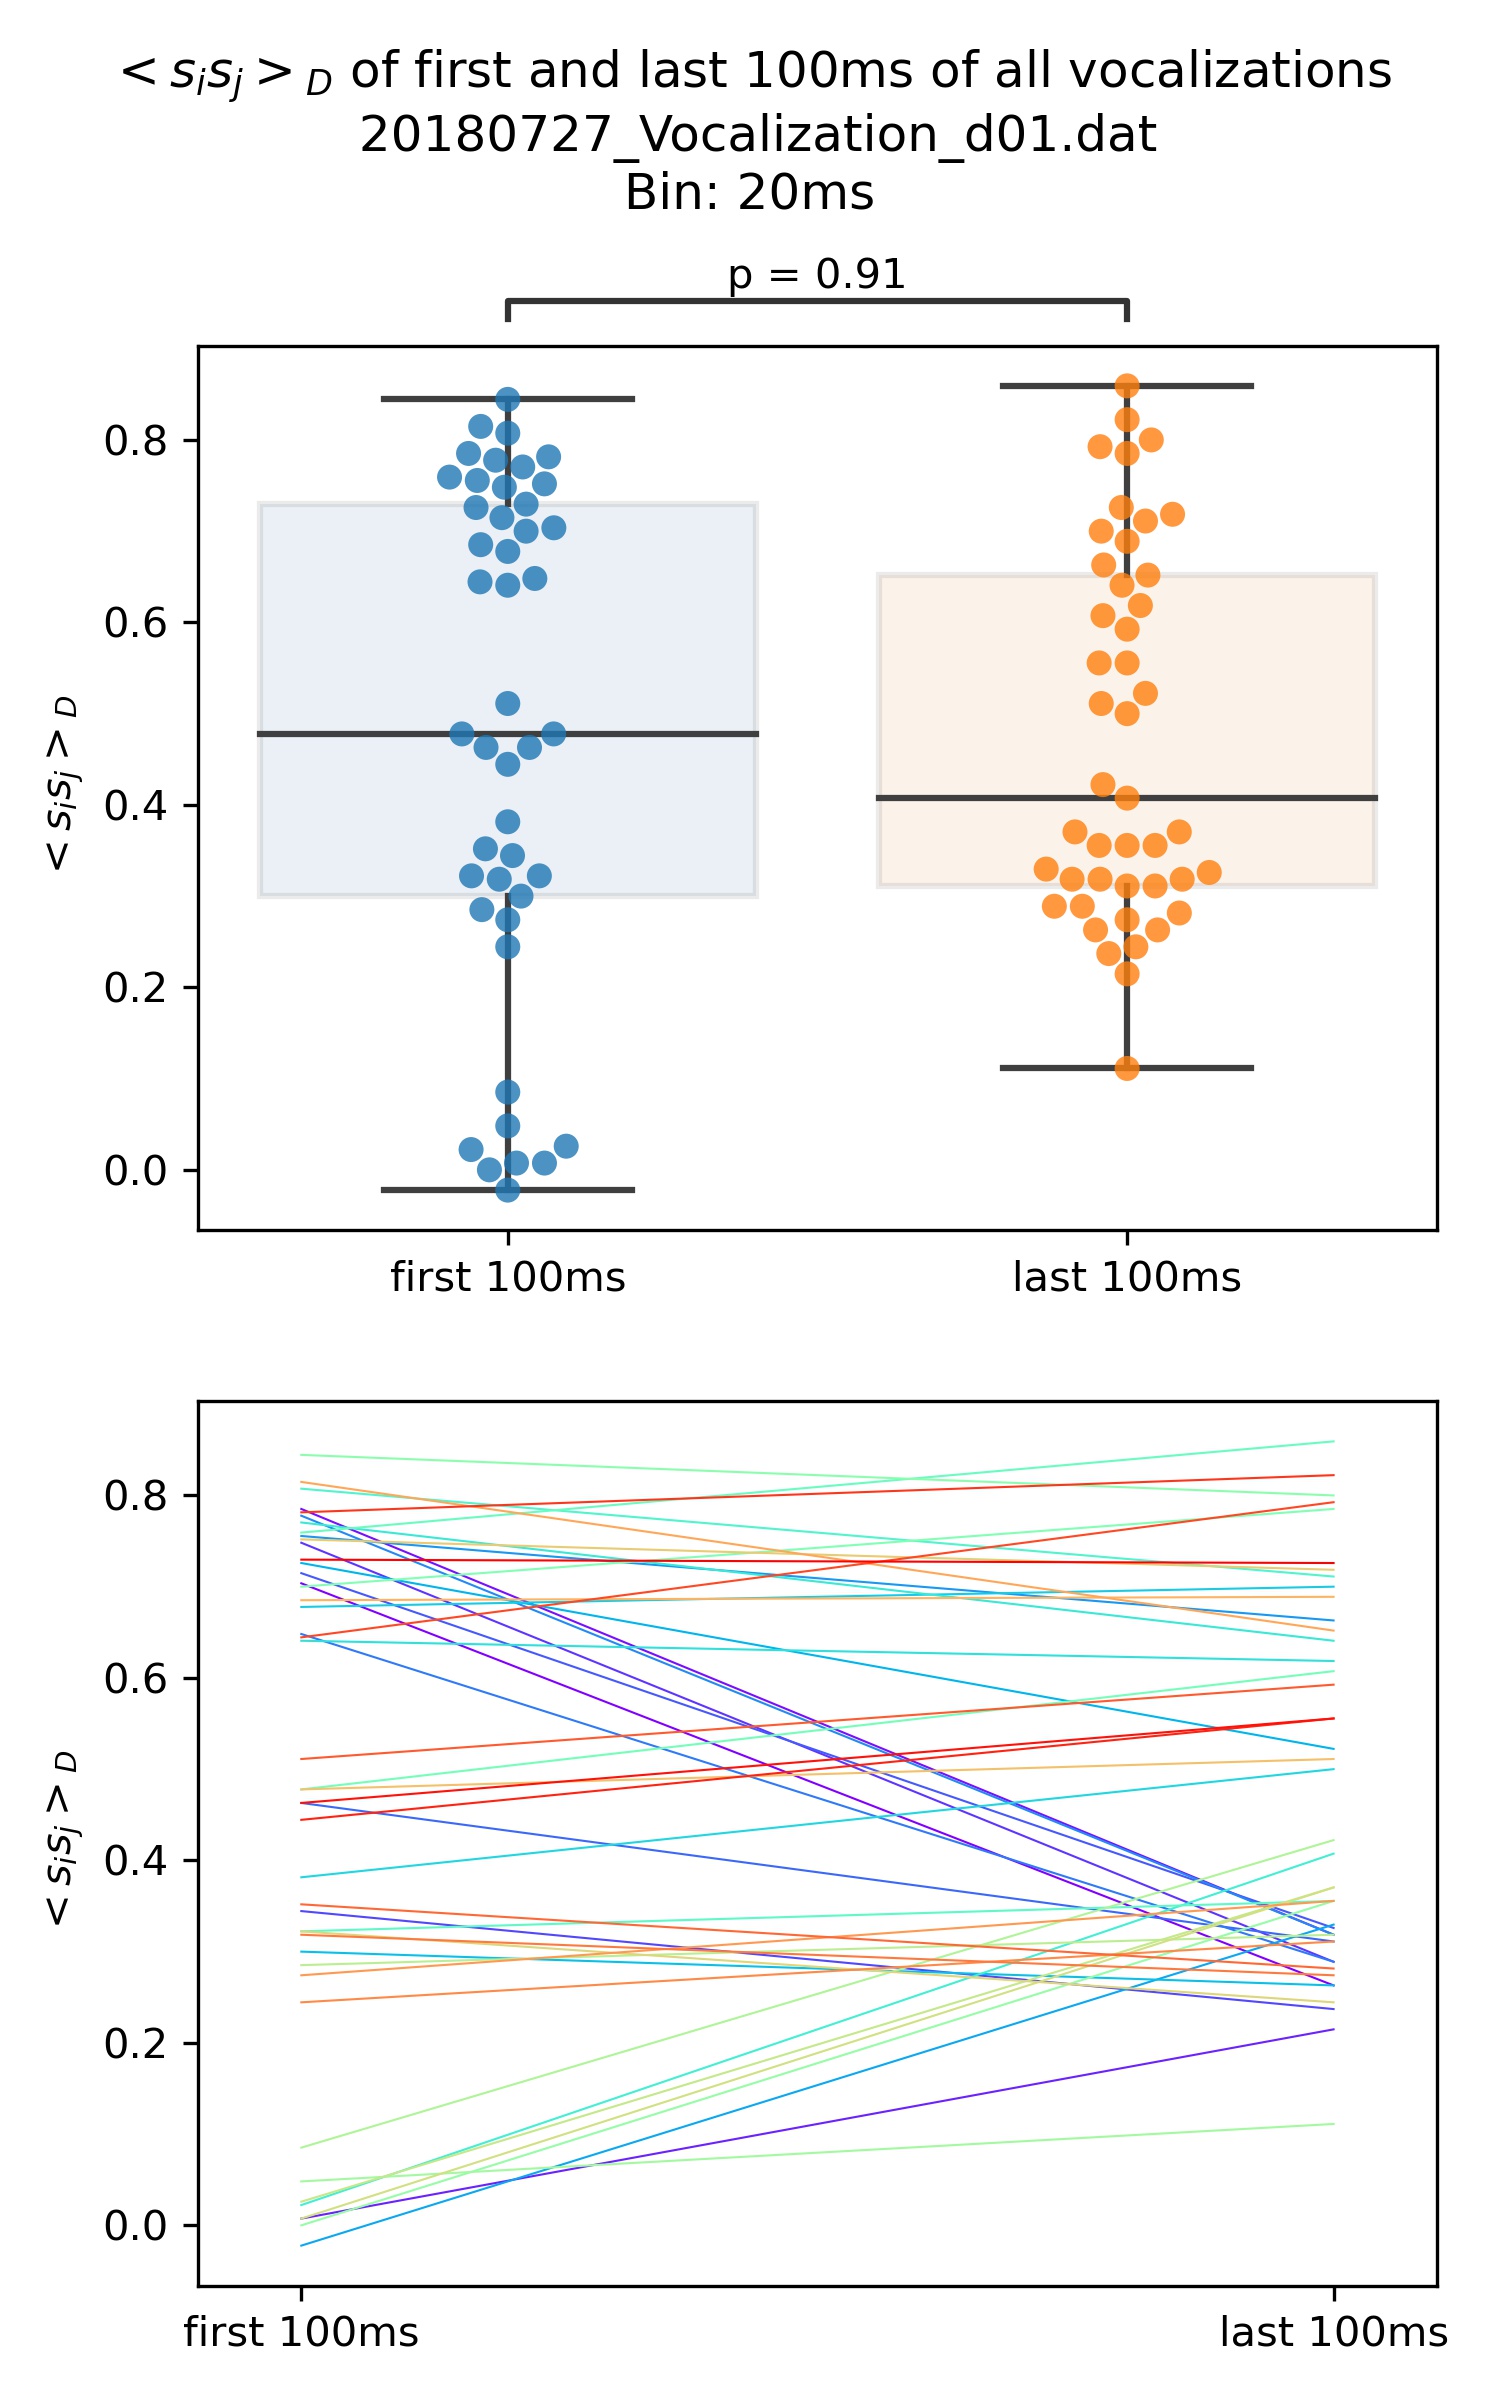 < s_i s_j >_D of first and last 100ms of all vocalizations
20180727_Vocalization_d01.dat
Bin: 20ms
p = 0.91
< s_i s_j >_D
0.8
0.6
0.4
0.2
0.0
first 100ms
last 100ms
< s_i s_j >_D
0.8
0.6
0.4
0.2
0.0
first 100ms
last 100ms